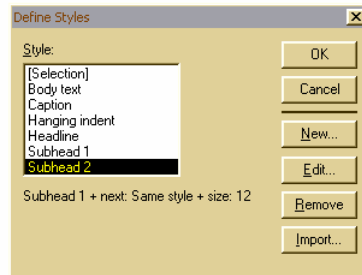 Define Styles
Style:
[Selection]
Body text
Caption
Hanging indent
Headline
Subhead 1
Subhead 2
Subhead 1 + next: Same style + size: 12
OK
Cancel
New...
Edit...
Remove
Import...